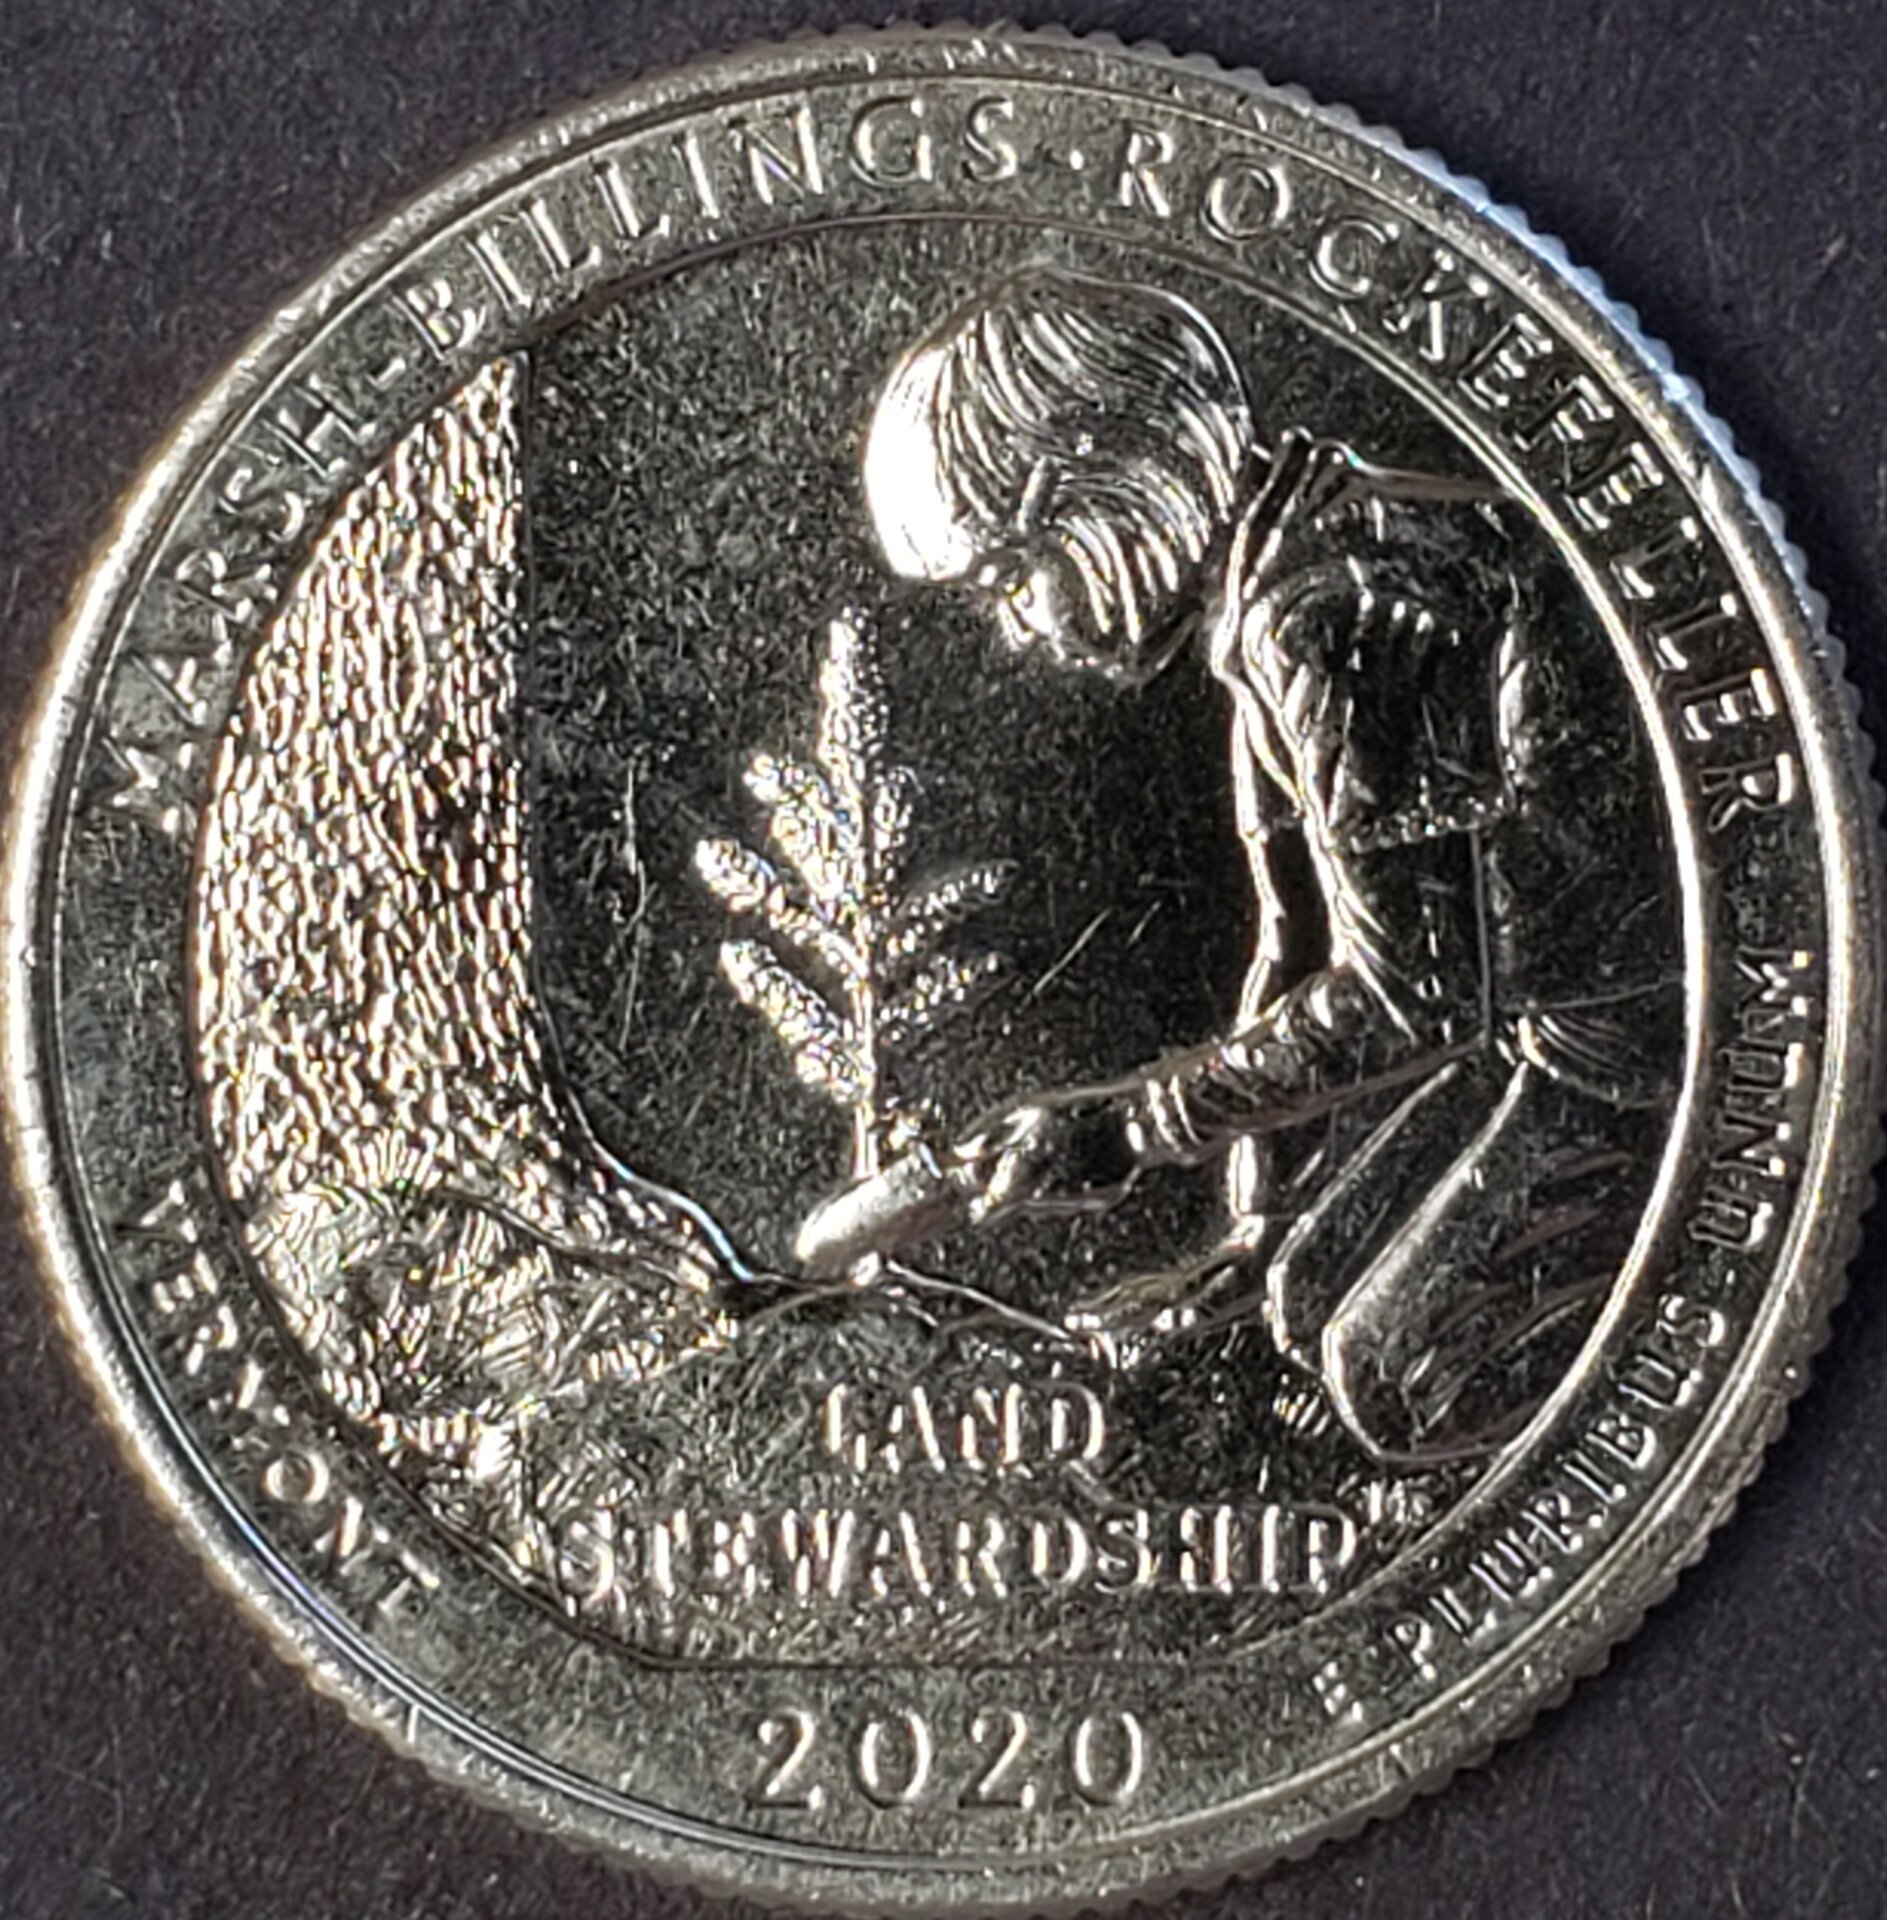 MARSH-BILLINGS-ROCKEFELLER
VERMONT
LAND
STEWARDSHIP
2020
E PLURIBUS UNUM